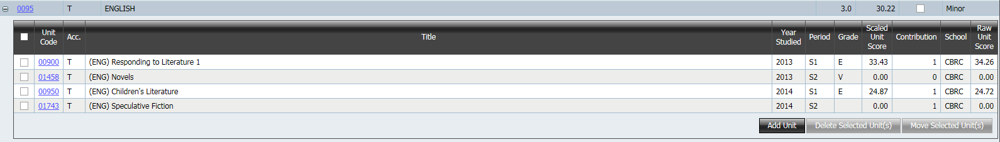 0095 T ENGLISH 3.0 30.22 Minor
Unit Code Acc. Title Year Studied Period Grade Scaled Unit Score Contribution School Raw Unit Score
00900 T (ENG) Responding to Literature 1 2013 S1 E 33.43 1 CBRC 34.26
01458 T (ENG) Novels 2013 S2 V 0.00 0 CBRC 0.00
00950 T (ENG) Children's Literature 2014 S1 E 24.87 1 CBRC 24.72
01743 T (ENG) Speculative Fiction 2014 S2 0.00 1 CBRC 0.00
Add Unit Delete Selected Unit(s) Move Selected Unit(s)